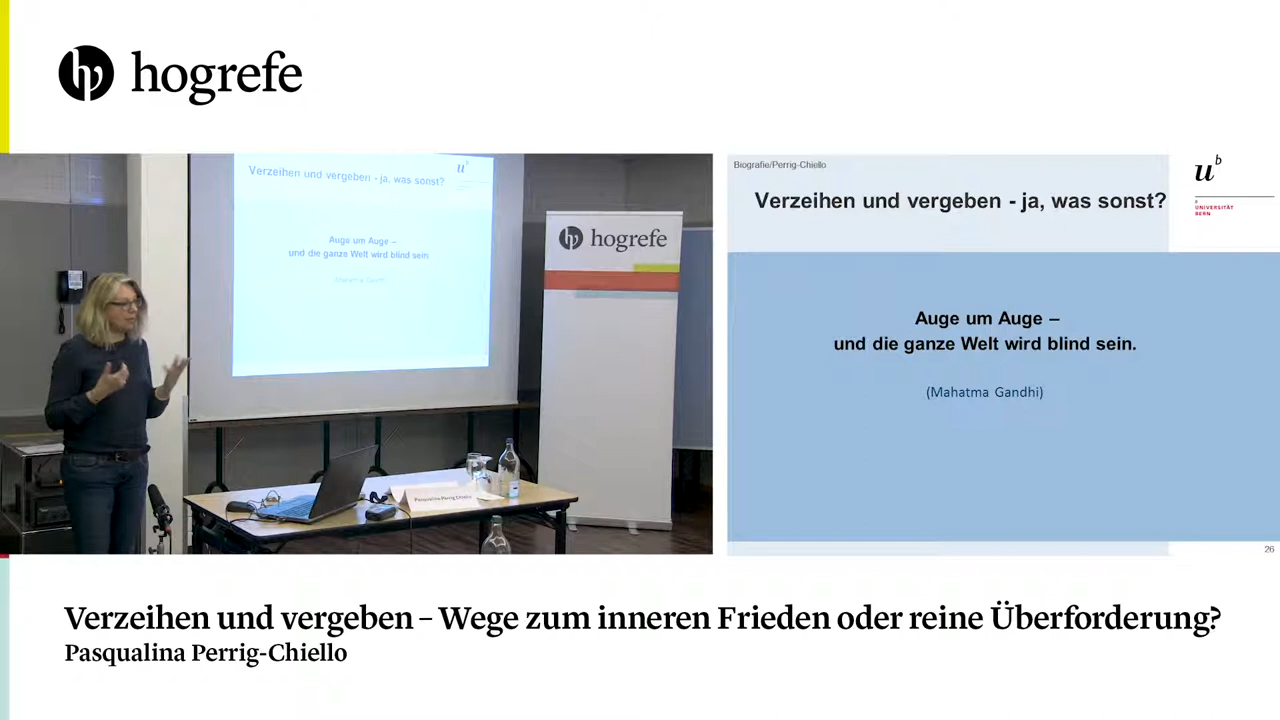 hogrefe
Verzeihen und vergeben - ja, was sonst?
u b
Auge um Auge –
und die ganze Welt wird blind sein.
(Mahatma Gandhi)
hogrefe
Pasqualina Perrig-Chiello
Biografie/Perrig-Chiello
Verzeihen und vergeben - ja, was sonst?
u b
b
UNIVERSITÄT
BERN
Auge um Auge –
und die ganze Welt wird blind sein.
(Mahatma Gandhi)
26
Verzeihen und vergeben – Wege zum inneren Frieden oder reine Überforderung?
Pasqualina Perrig-Chiello